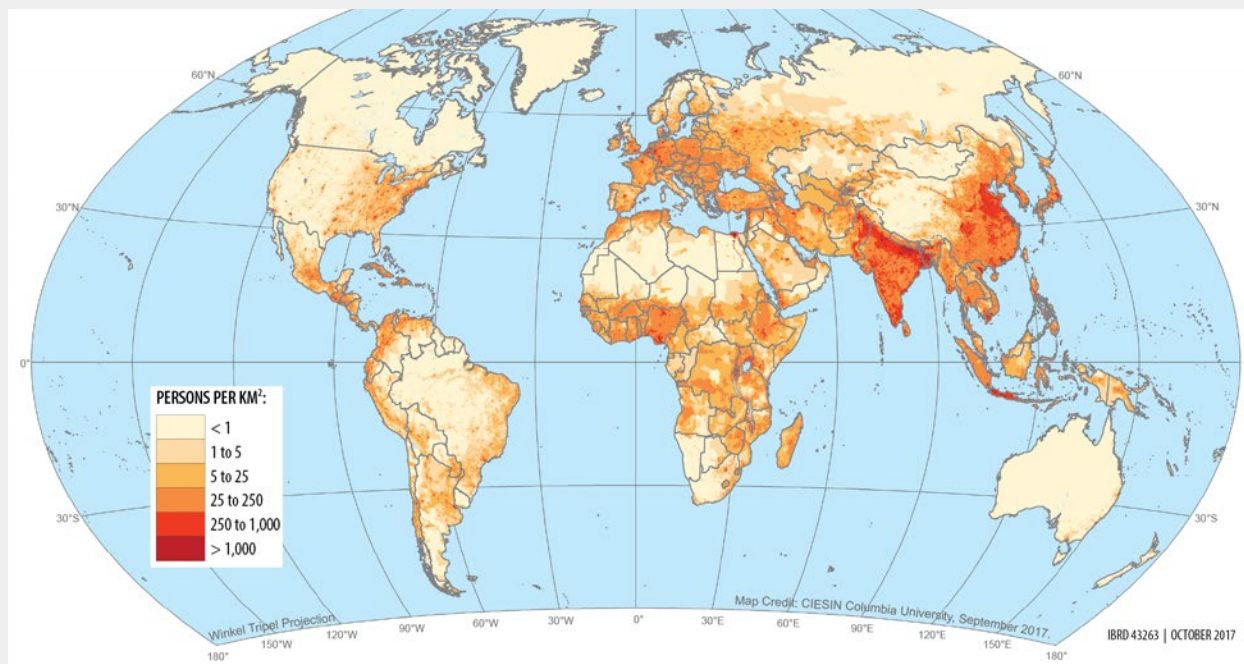 60°N
60°N
30°N
30°N
0°
0°
PERSONS PER KM²:
< 1
1 to 5
5 to 25
25 to 250
250 to 1,000
> 1,000
30°S
30°S
Winkel Tripel Projection
Map Credit: CIESIN Columbia University, September 2017.
180°
150°W
120°W
90°W
60°W
30°W
0°
30°E
60°E
90°E
120°E
150°E
180°
IBRD 43263 | OCTOBER 2017